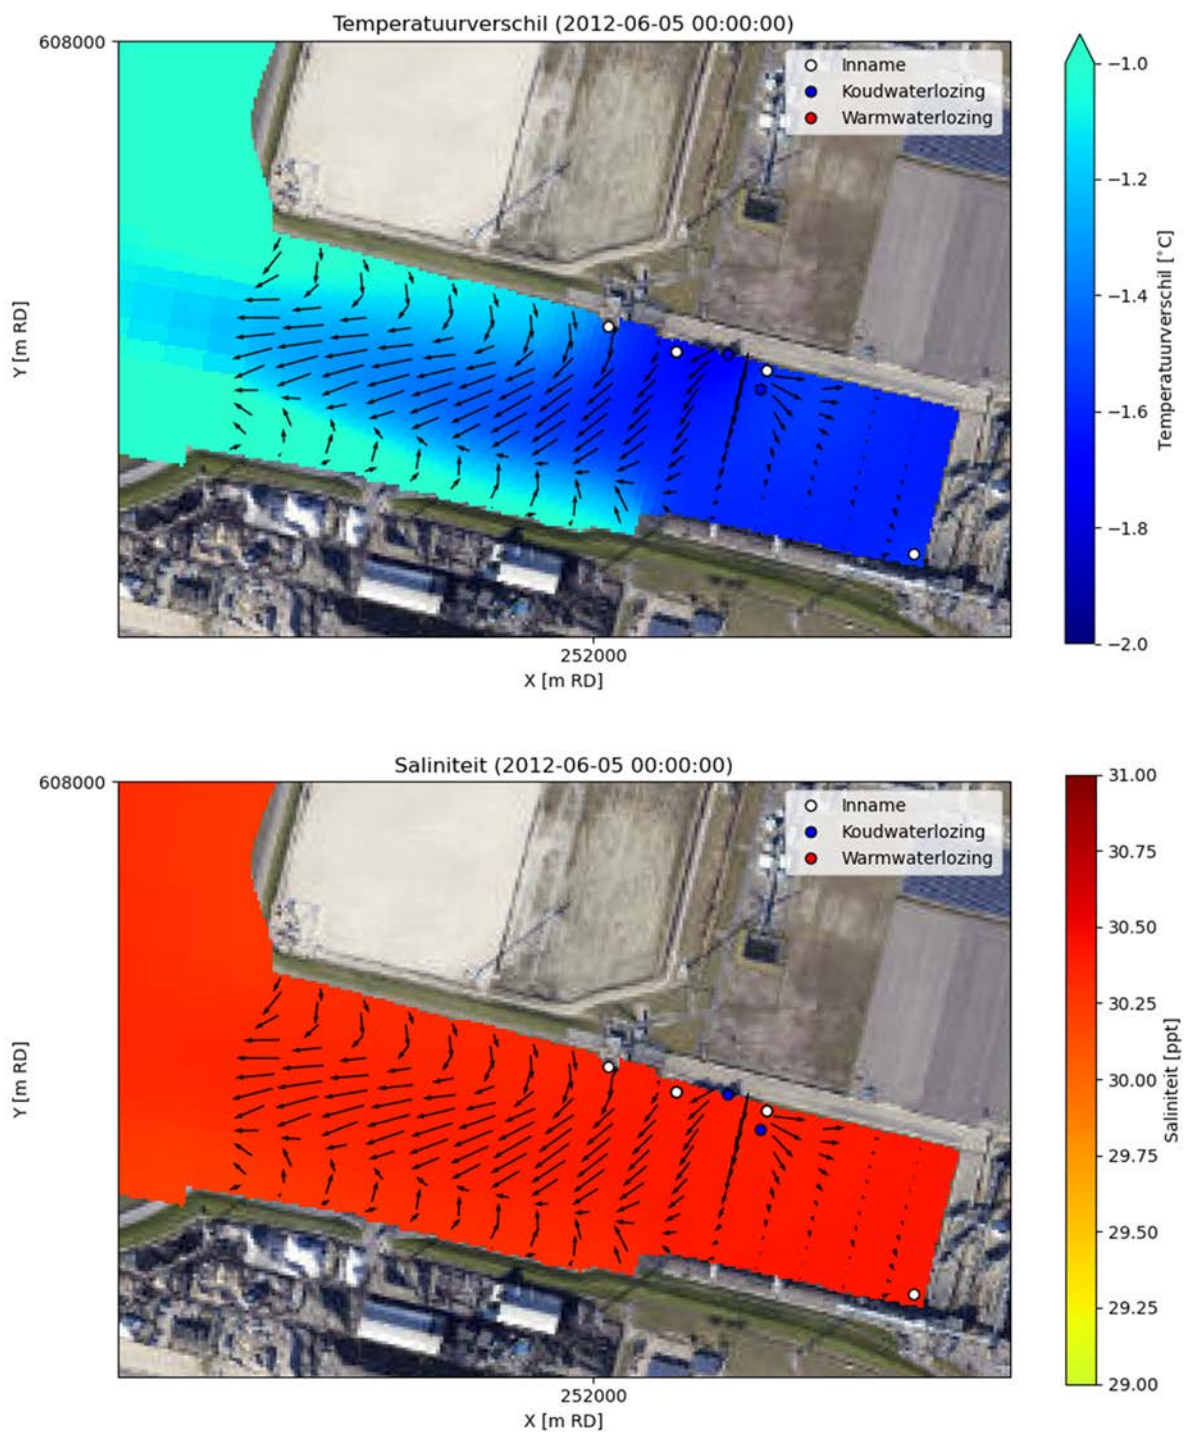 Temperatuurverschil (2012-06-05 00:00:00)
608000
Inname
Koudwaterlozing
Warmwaterlozing
Y [m RD]
252000
X [m RD]
−1.0
−1.2
−1.4
−1.6
−1.8
−2.0
Temperatuurverschil [°C]
Saliniteit (2012-06-05 00:00:00)
608000
Inname
Koudwaterlozing
Warmwaterlozing
Y [m RD]
252000
X [m RD]
31.00
30.75
30.50
30.25
30.00
29.75
29.50
29.25
29.00
Saliniteit [ppt]